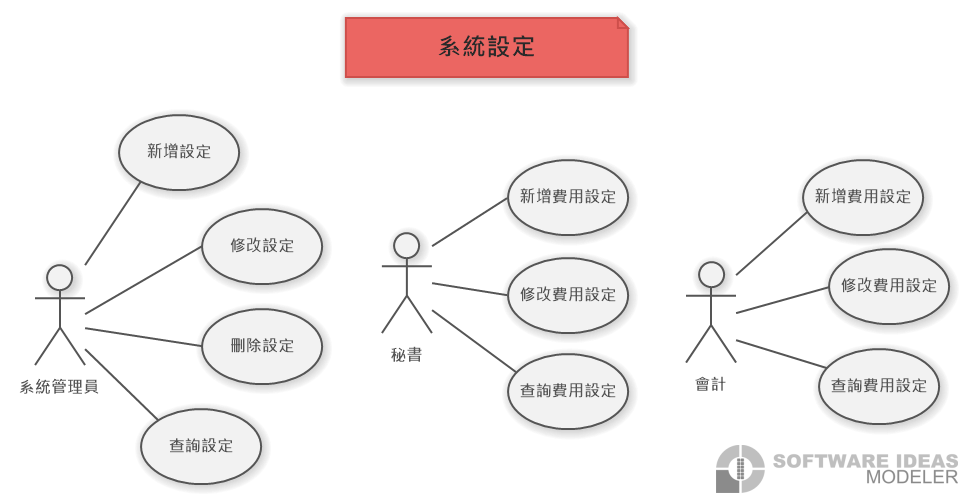 系統設定
新增設定
修改設定
刪除設定
查詢設定
系統管理員
新增費用設定
修改費用設定
查詢費用設定
秘書
新增費用設定
修改費用設定
查詢費用設定
會計
SOFTWARE IDEAS
MODELER